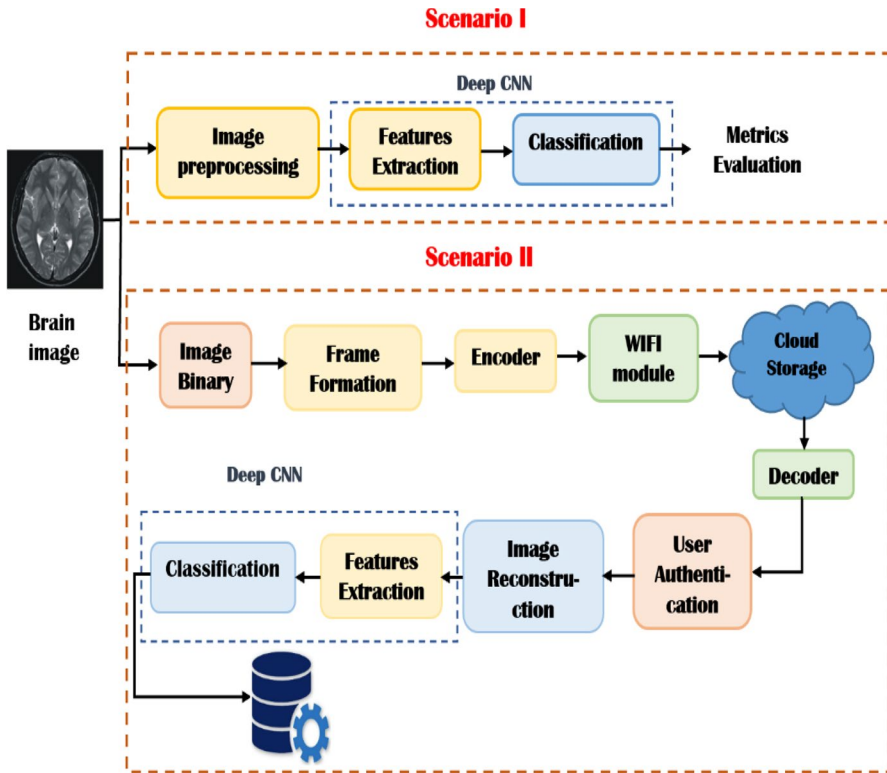 Scenario I
Deep CNN
Image
preprocessing
Features
Extraction
Classification
Metrics
Evaluation
Brain
image
Scenario II
Image
Binary
Frame
Formation
Encoder
WIFI
module
Cloud
Storage
Decoder
User
Authenti-
cation
Image
Reconstru-
ction
Deep CNN
Features
Extraction
Classification